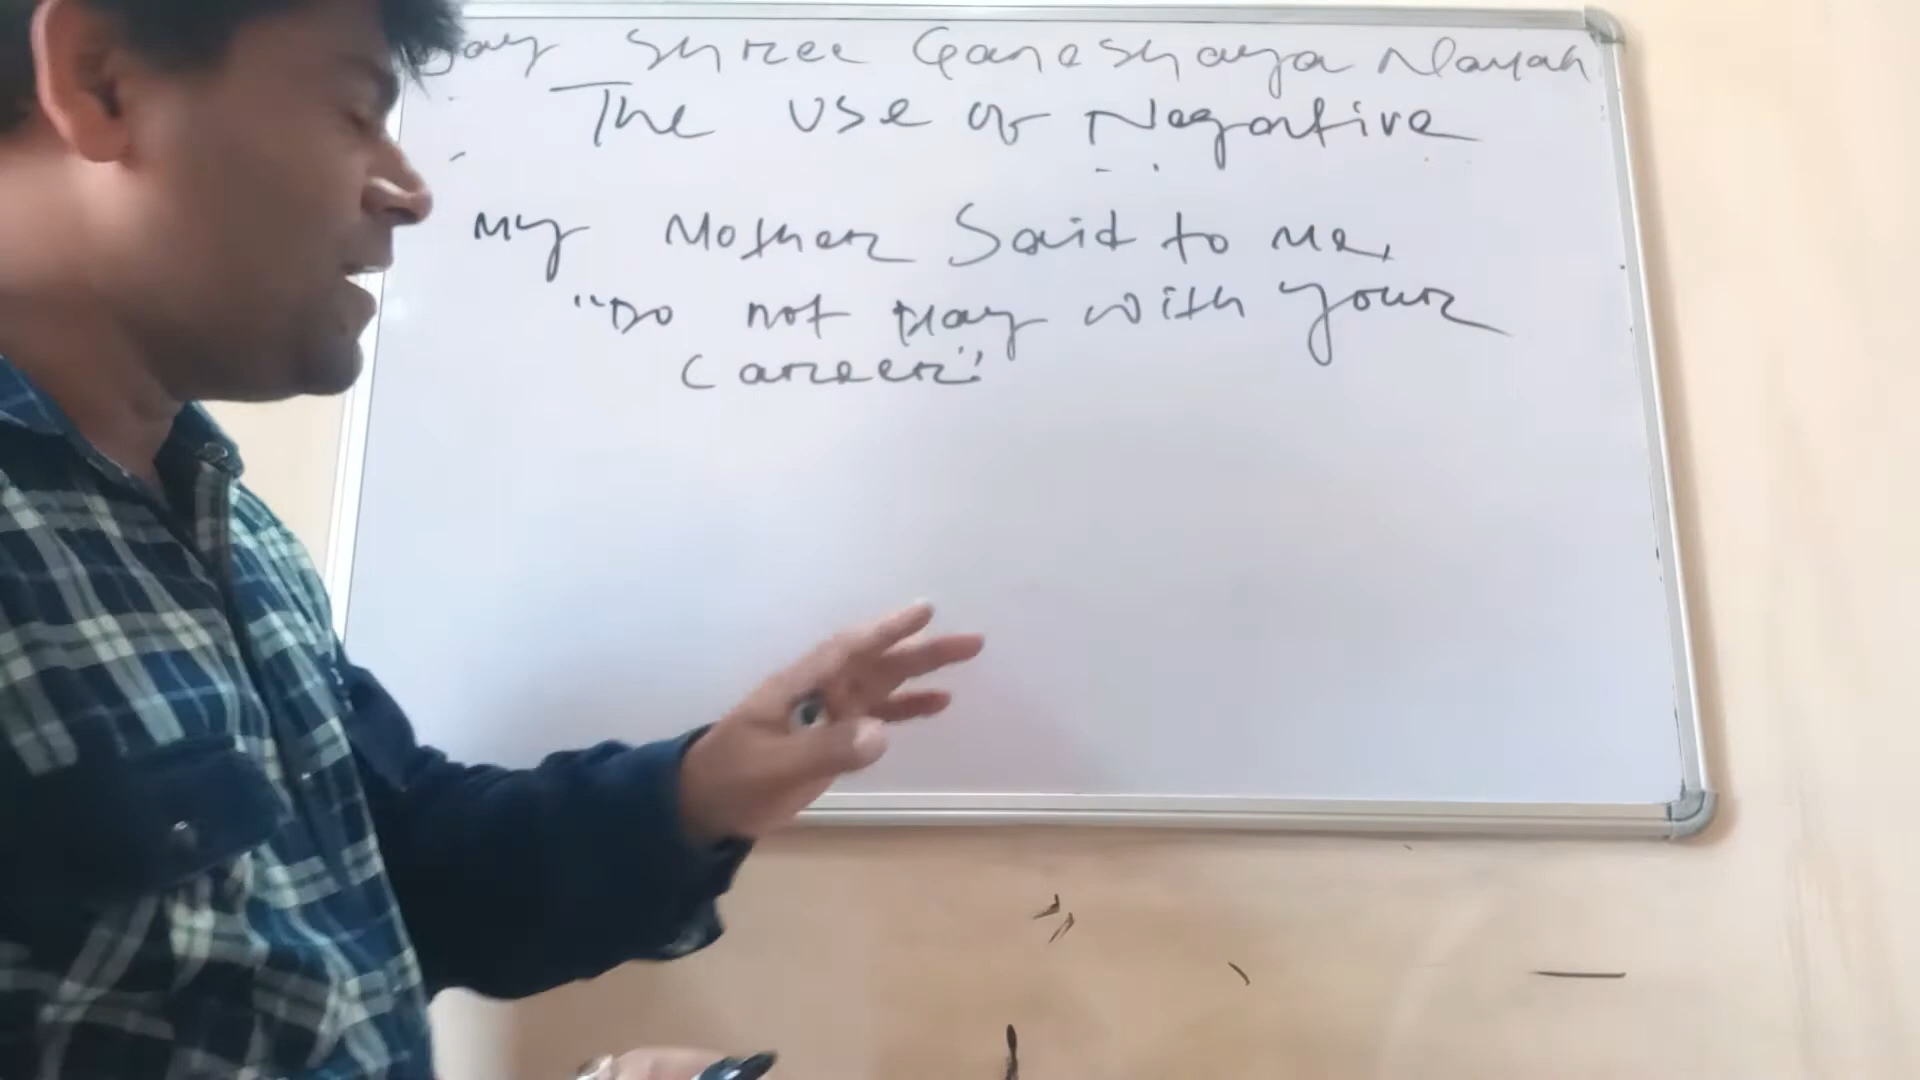 Jay Shree Ganeshaya Namah
The Use of Negative
My Mother Said to me,
"Do not play with your
Career."